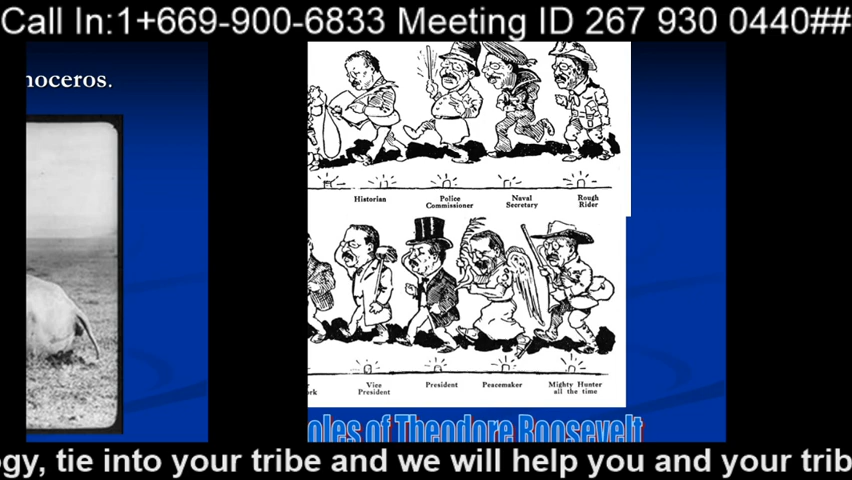 Call In:1+669-900-6833 Meeting ID 267 930 0440##
noceros.
Historian
Police
Commissioner
Naval
Secretary
Rough
Rider
Vice
President
President
Peacemaker
Mighty Hunter
all the time
oles of Theodore Roosevelt
ogy, tie into your tribe and we will help you and your trib